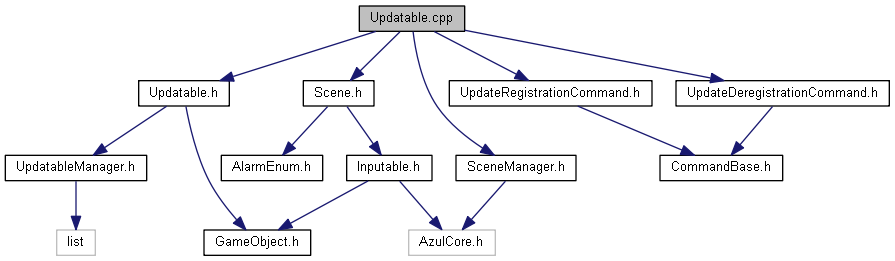 Updatable.cpp
Updatable.h
Scene.h
UpdateRegistrationCommand.h
UpdateDeregistrationCommand.h
UpdatableManager.h
AlarmEnum.h
Inputable.h
SceneManager.h
CommandBase.h
list
GameObject.h
AzulCore.h